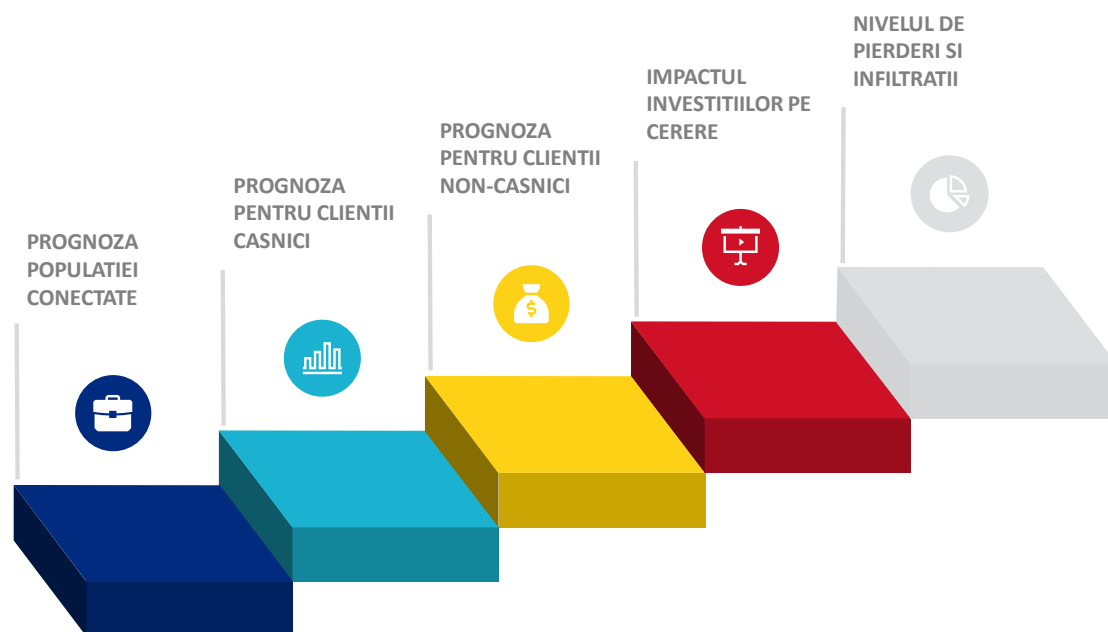 PROGNOZA
POPULATIEI
CONECTATE
PROGNOZA
PENTRU CLIENTII
CASNICI
PROGNOZA
PENTRU CLIENTII
NON-CASNICI
IMPACTUL
INVESTITIILOR PE
CERERE
NIVELUL DE
PIERDERI SI
INFILTRATII
$